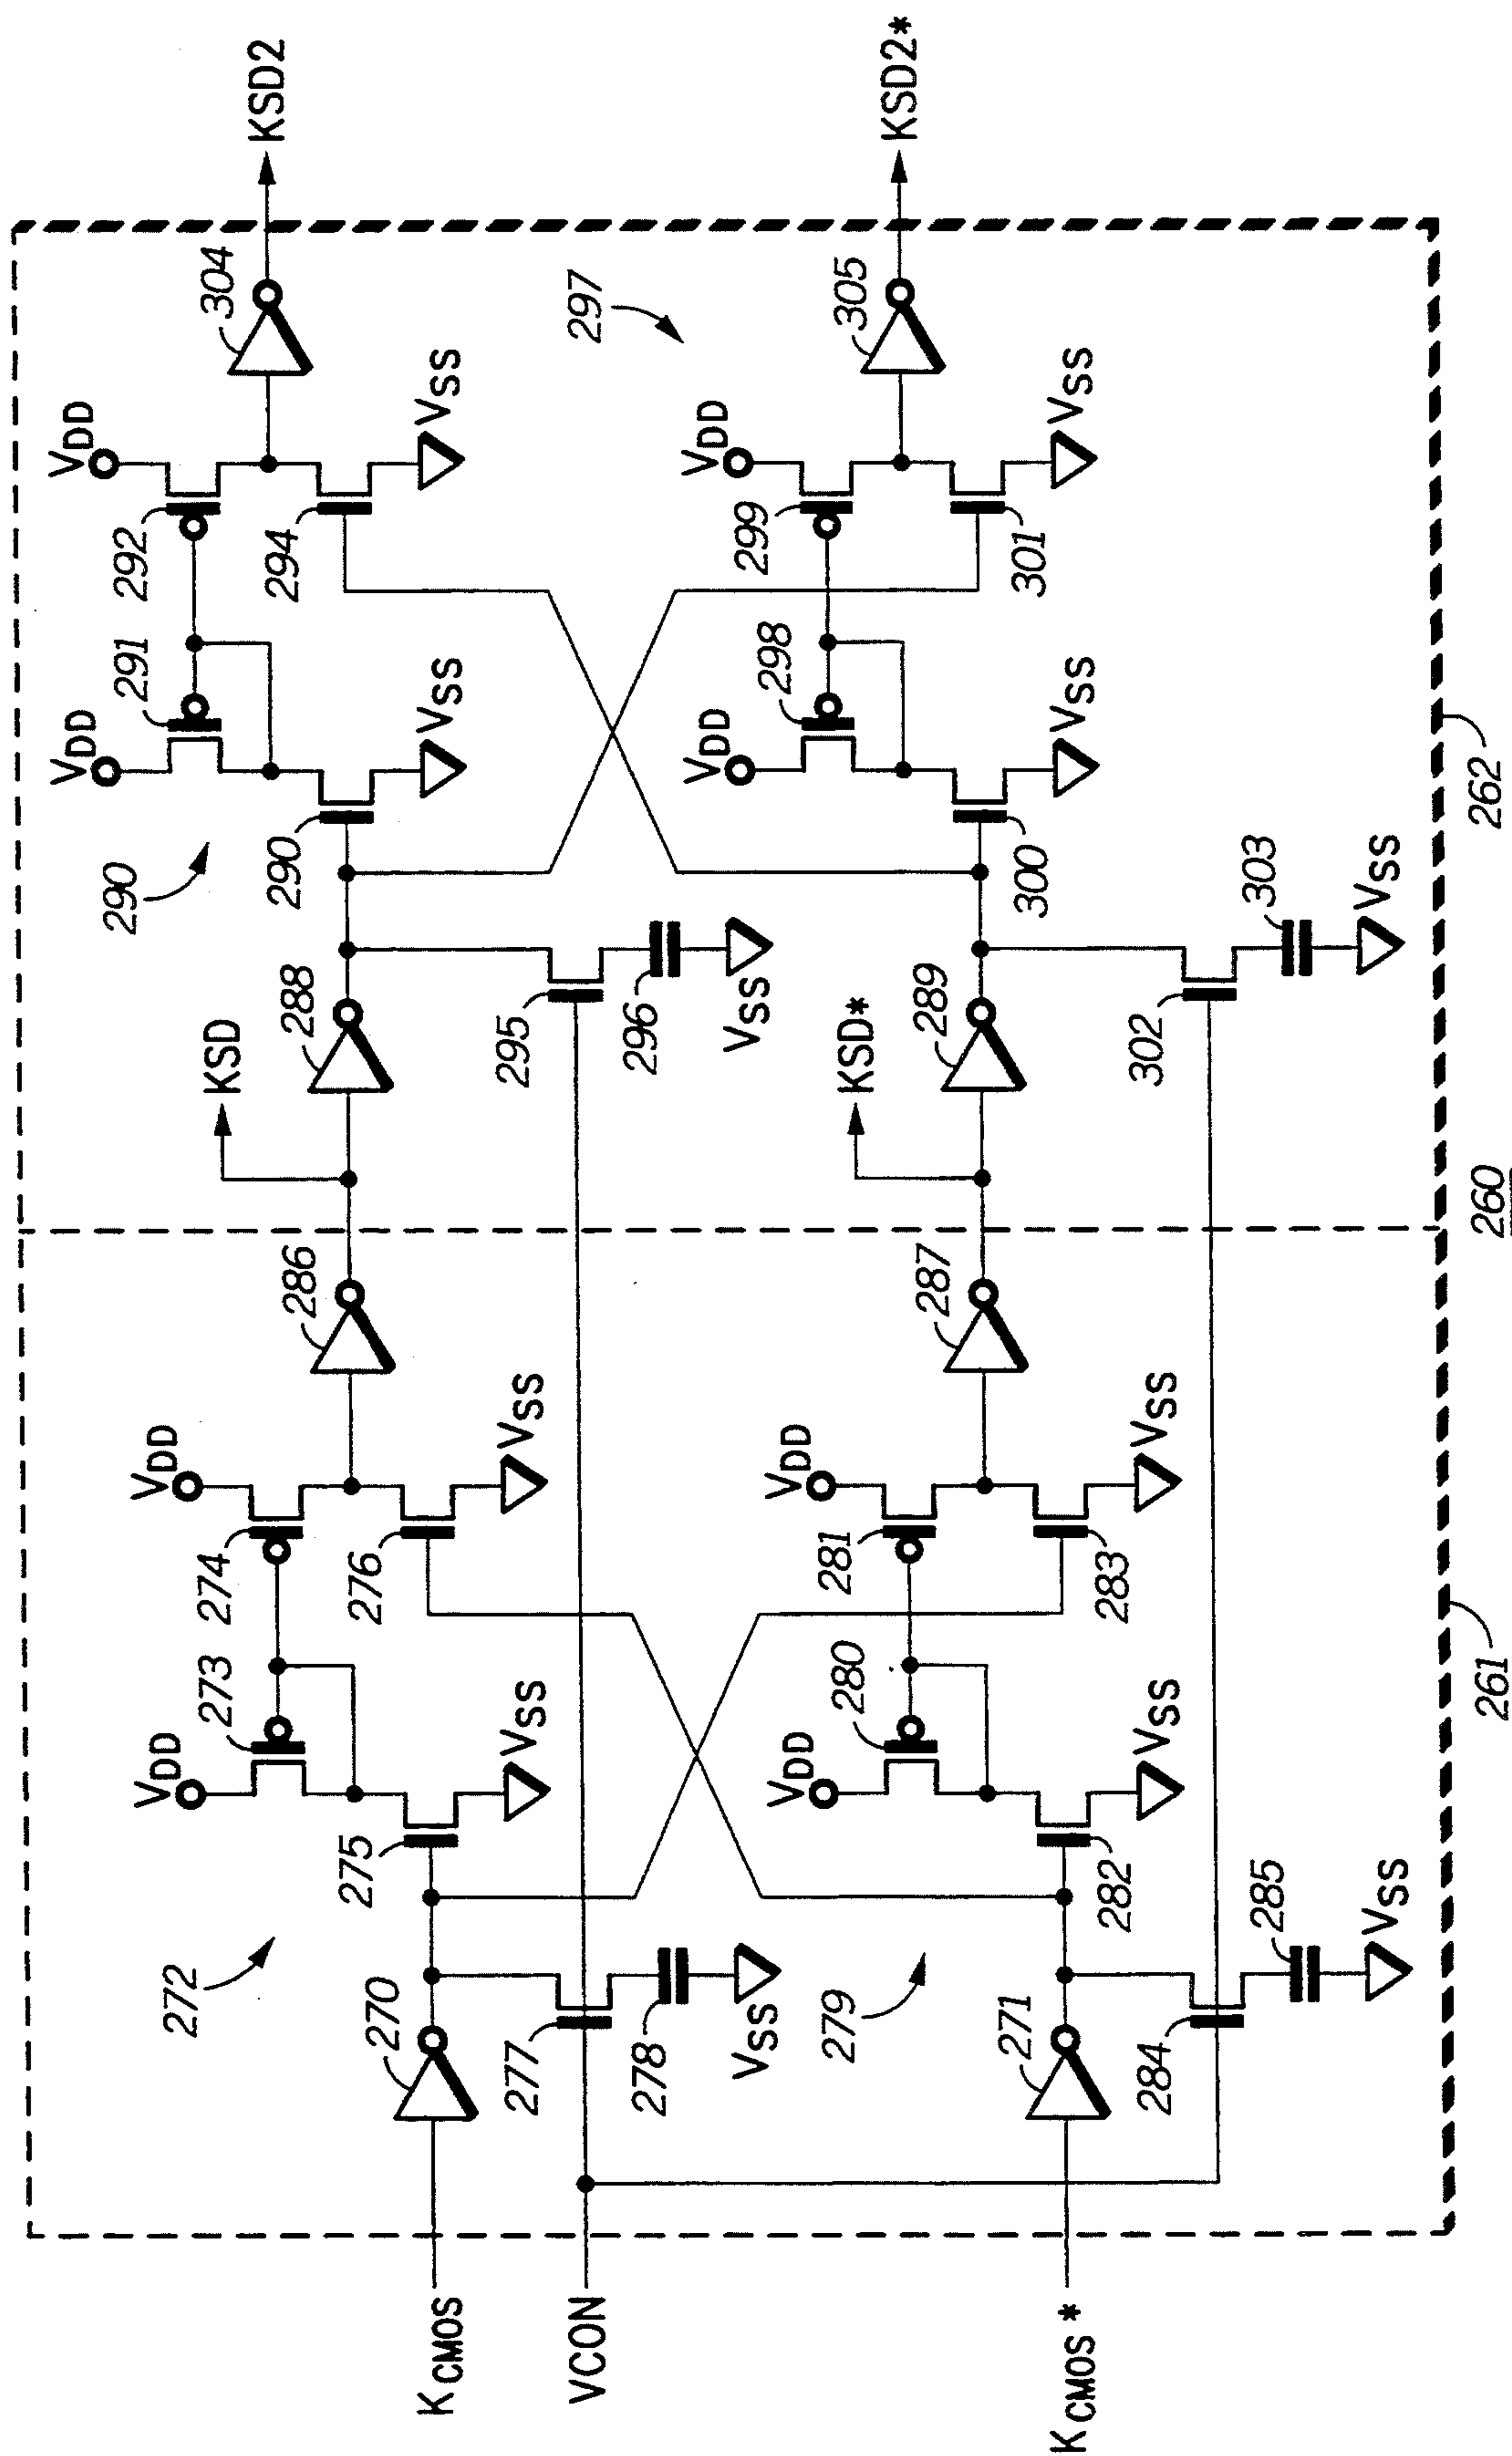 KSD2
KSD2*
304
297
305
VDD
VSS
292
294
VDD
VSS
299
301
291
VDD
VSS
290
290
298
VDD
VSS
300
262
KSD
288
295
296
VSS
KSD*
289
302
303
VSS
260
286
287
VDD
VSS
274
276
VDD
VSS
281
283
273
VDD
VSS
275
280
VDD
VSS
282
261
272
270
277
278
VSS
279
271
284
285
VSS
KCMOS
VCON
KCMOS*